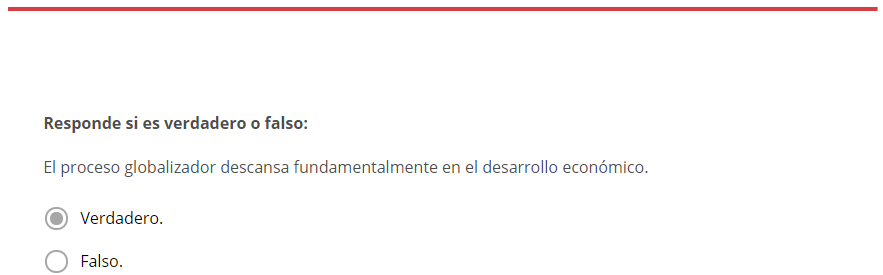 Responde si es verdadero o falso:
El proceso globalizador descansa fundamentalmente en el desarrollo económico.
Verdadero.
Falso.